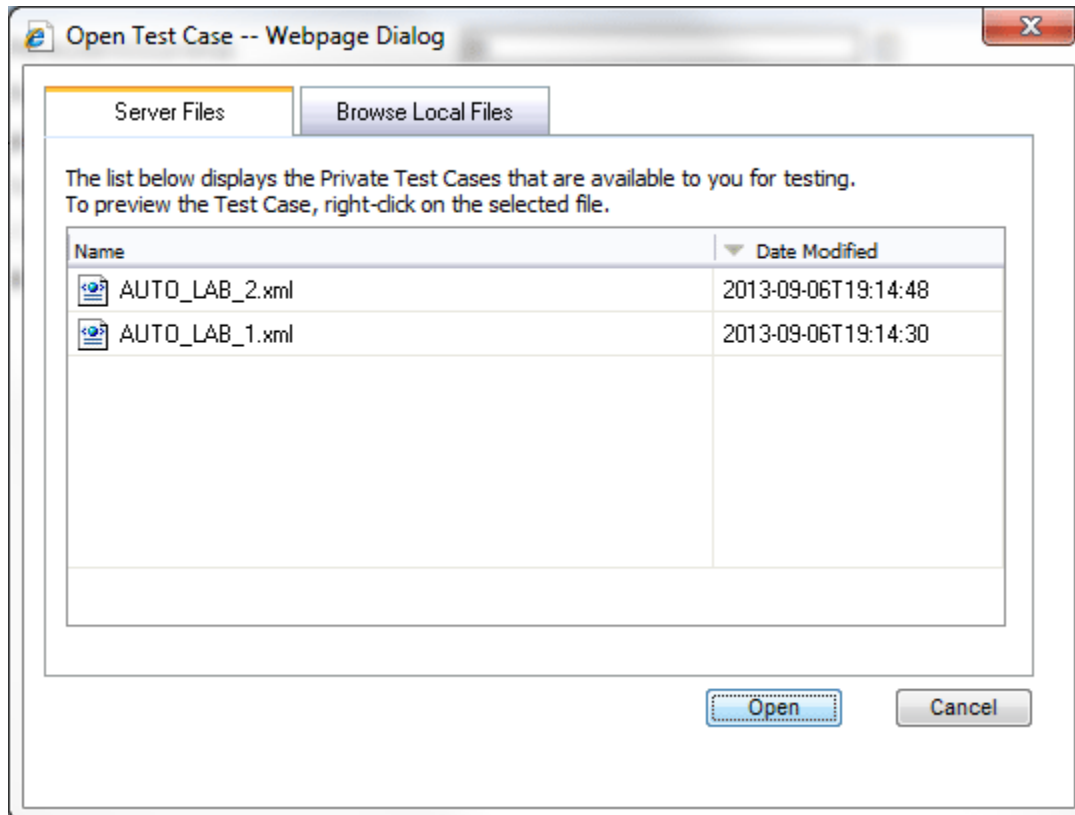 Open Test Case -- Webpage Dialog
Server Files Browse Local Files
The list below displays the Private Test Cases that are available to you for testing.
To preview the Test Case, right-click on the selected file.
Name Date Modified
AUTO_LAB_2.xml 2013-09-06T19:14:48
AUTO_LAB_1.xml 2013-09-06T19:14:30
Open Cancel